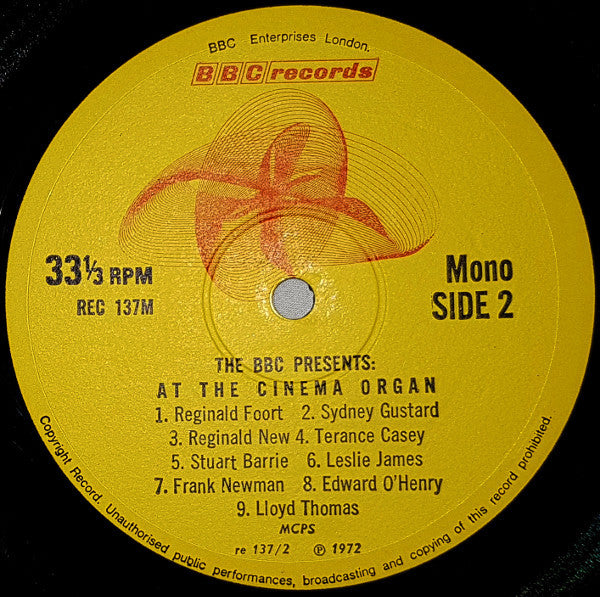 BBC Enterprises London.
BBC records
33⅓ RPM
REC 137M
Mono
SIDE 2
THE BBC PRESENTS:
AT THE CINEMA ORGAN
1. Reginald Foort 2. Sydney Gustard
3. Reginald New 4. Terance Casey
5. Stuart Barrie 6. Leslie James
7. Frank Newman 8. Edward O'Henry
9. Lloyd Thomas
MCPS
re 137/2 ℗ 1972
Copyright Record. Unauthorised public performances, broadcasting and copying of this record prohibited.